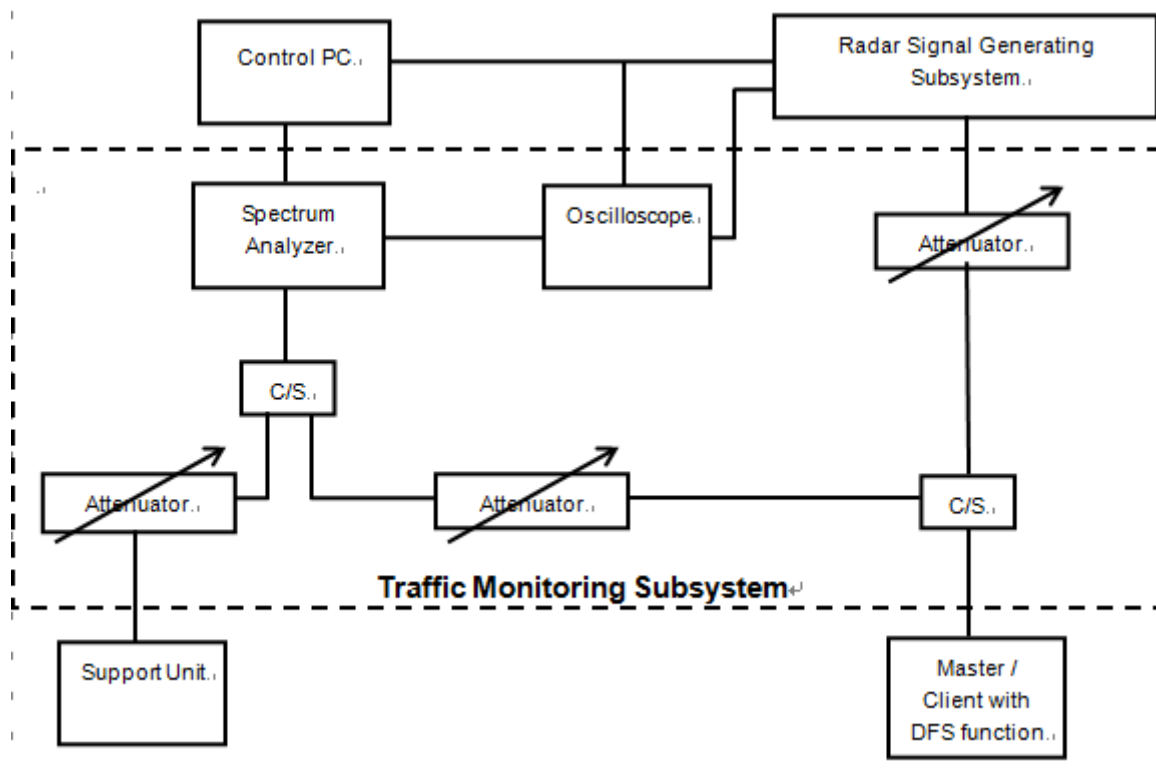 Control PC.
Radar Signal Generating
Subsystem.
Spectrum
Analyzer.
Oscilloscope
Attenuator.
C/S.
Attenuator.
Attenuator.
C/S.
Traffic Monitoring Subsystem↵
Support Unit.
Master /
Client with
DFS function.